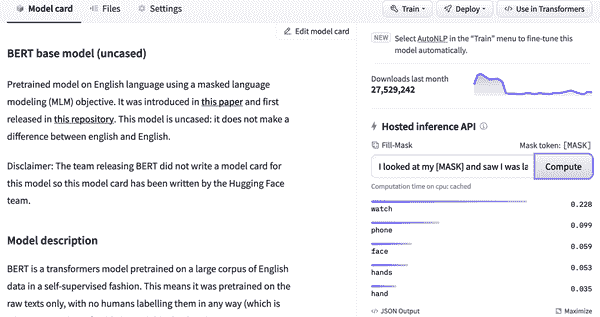 Model card
Files
Settings
Train
Deploy
</> Use in Transformers
Edit model card
BERT base model (uncased)
Pretrained model on English language using a masked language
modeling (MLM) objective. It was introduced in this paper and first
released in this repository. This model is uncased: it does not make a
difference between english and English.
Disclaimer: The team releasing BERT did not write a model card for
this model so this model card has been written by the Hugging Face
team.
Model description
BERT is a transformers model pretrained on a large corpus of English
data in a self-supervised fashion. This means it was pretrained on the
raw texts only, with no humans labelling them in any way (which is
NEW Select AutoNLP in the “Train” menu to fine-tune this
model automatically.
Downloads last month
27,529,242
Hosted inference API
Fill-Mask
Mask token: [MASK]
I looked at my [MASK] and saw I was la
Compute
Computation time on cpu: cached
watch 0.228
phone 0.099
face 0.059
hands 0.053
hand 0.035
</> JSON Output
Maximize